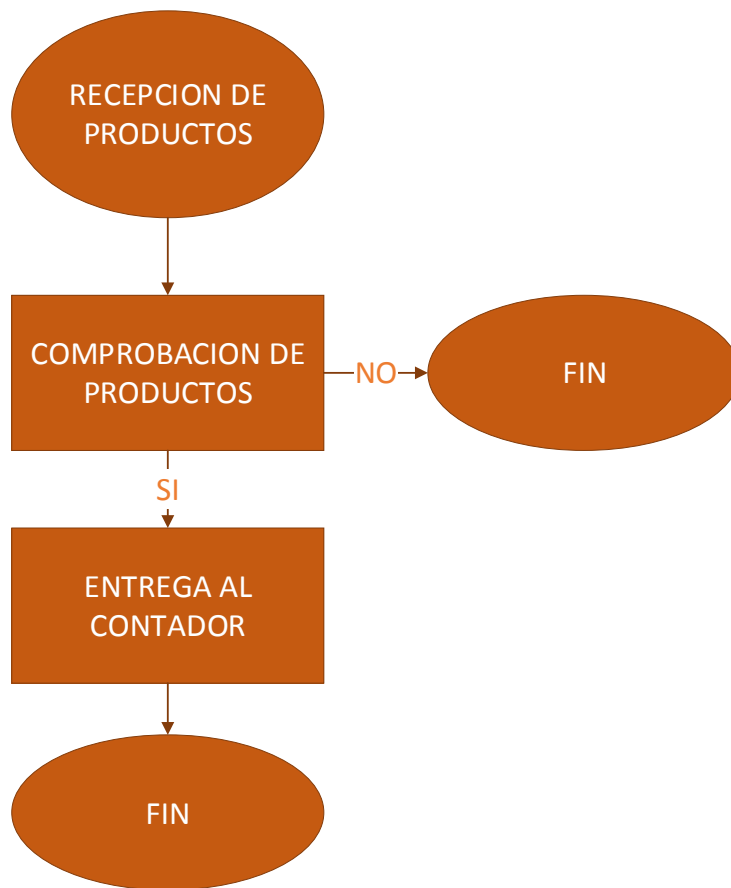 RECEPCION DE
PRODUCTOS
COMPROBACION DE
PRODUCTOS
NO
FIN
SI
ENTREGA AL
CONTADOR
FIN